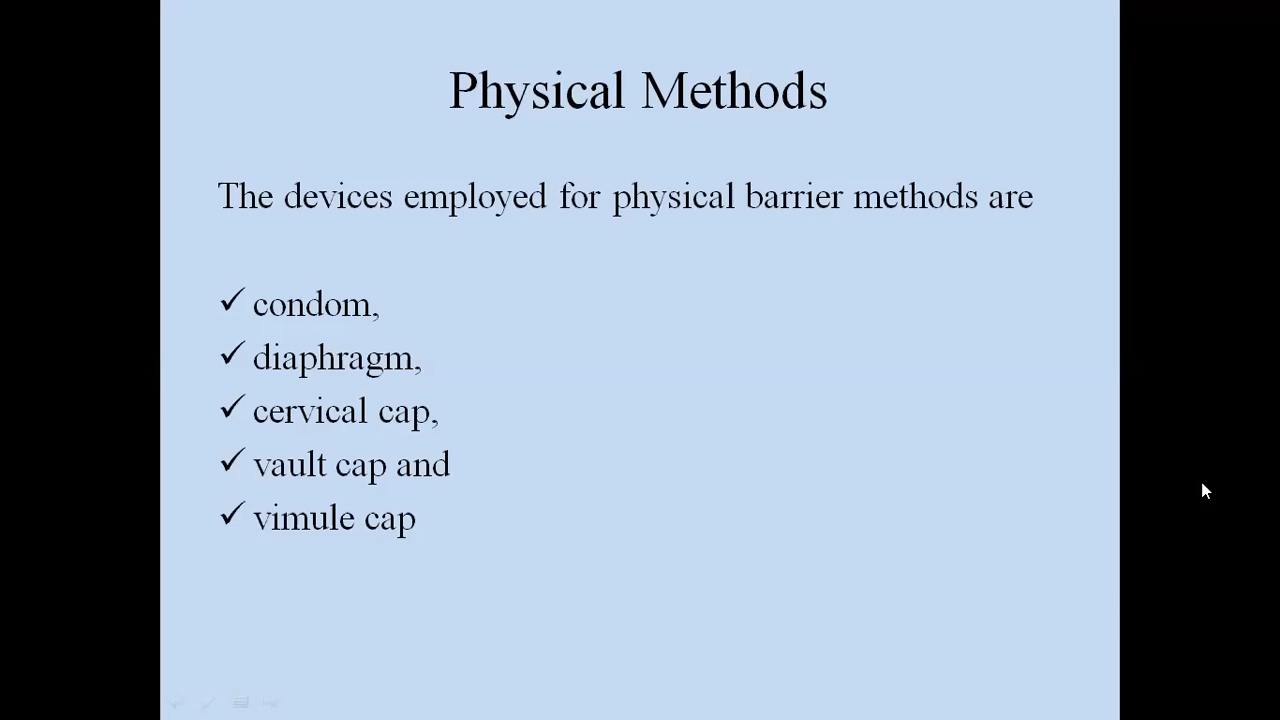 Physical Methods
The devices employed for physical barrier methods are
✓ condom,
✓ diaphragm,
✓ cervical cap,
✓ vault cap and
✓ vimule cap